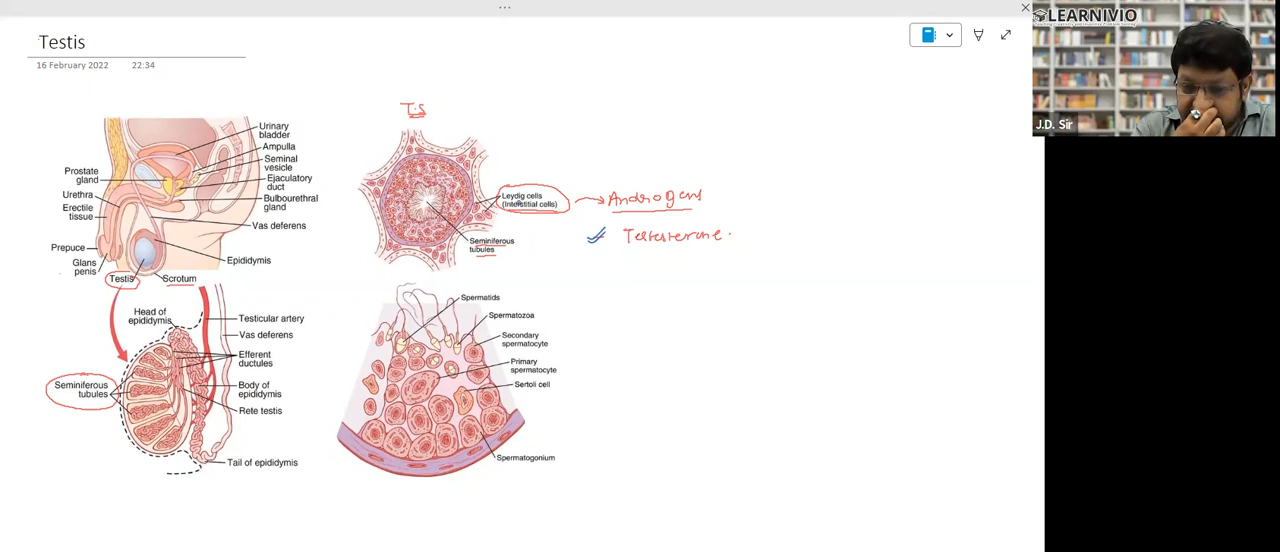 Testis
16 February 2022 22:34
LEARNIVIO
J.D. Sir
Urinary
bladder
Ampulla
Seminal
vesicle
Ejaculatory
duct
Bulbourethral
gland
Vas deferens
Epididymis
Prostate
gland
Urethra
Erectile
tissue
Prepuce
Glans
penis
Testis
Scrotum
T.S
Leydig cells
(Interstitial cells)
Androgens
Testesterone.
Seminiferous
tubules
Head of
epididymis
Testicular artery
Vas deferens
Efferent
ductules
Body of
epididymis
Rete testis
Tail of epididymis
Seminiferous
tubules
Spermatids
Spermatozoa
Secondary
spermatocyte
Primary
spermatocyte
Sertoli cell
Spermatogonium